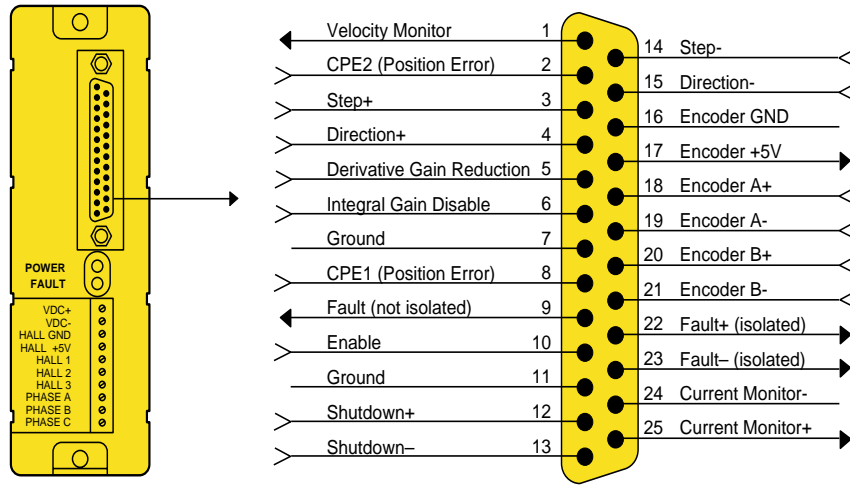 POWER
FAULT
VDC+
VDC-
HALL GND
HALL +5V
HALL 1
HALL 2
HALL 3
PHASE A
PHASE B
PHASE C
Velocity Monitor 1
CPE2 (Position Error) 2
Step+ 3
Direction+ 4
Derivative Gain Reduction 5
Integral Gain Disable 6
Ground 7
CPE1 (Position Error) 8
Fault (not isolated) 9
Enable 10
Ground 11
Shutdown+ 12
Shutdown– 13
14 Step-
15 Direction-
16 Encoder GND
17 Encoder +5V
18 Encoder A+
19 Encoder A-
20 Encoder B+
21 Encoder B-
22 Fault+ (isolated)
23 Fault– (isolated)
24 Current Monitor-
25 Current Monitor+